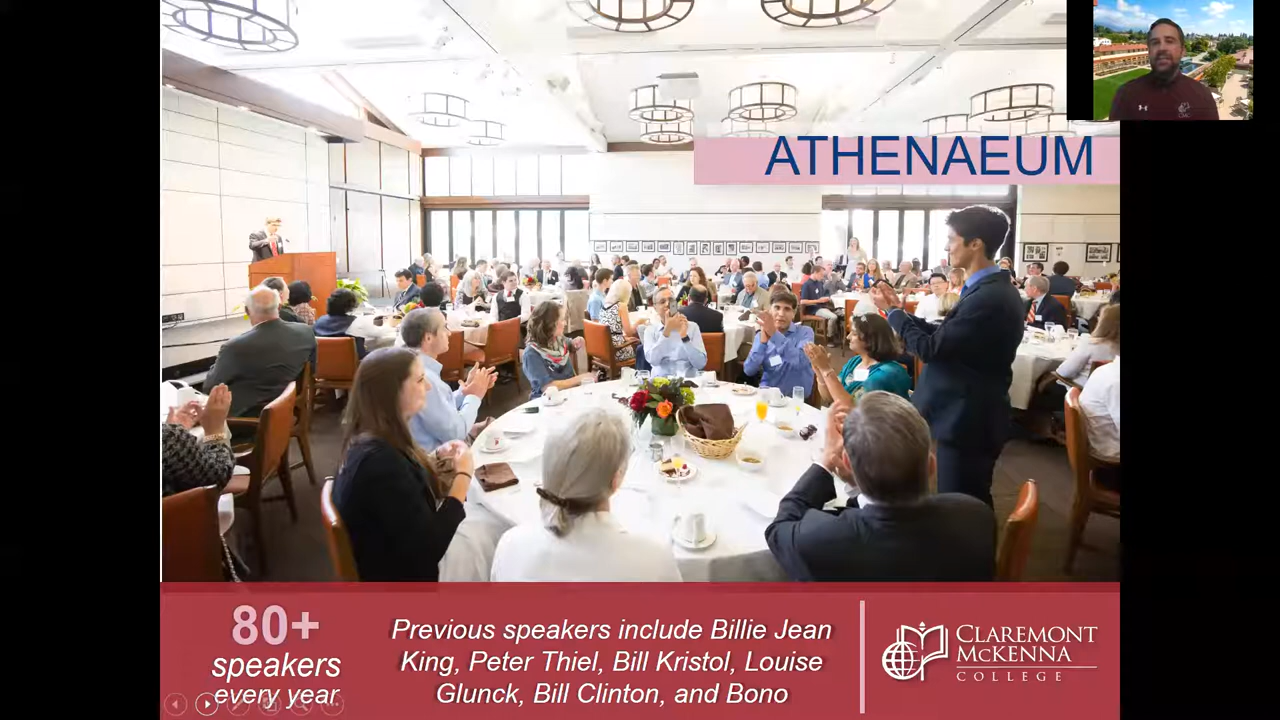 ATHENAEUM
80+
speakers
every year
Previous speakers include Billie Jean
King, Peter Thiel, Bill Kristol, Louise
Glunck, Bill Clinton, and Bono
CLAREMONT
MCKENNA
COLLEGE